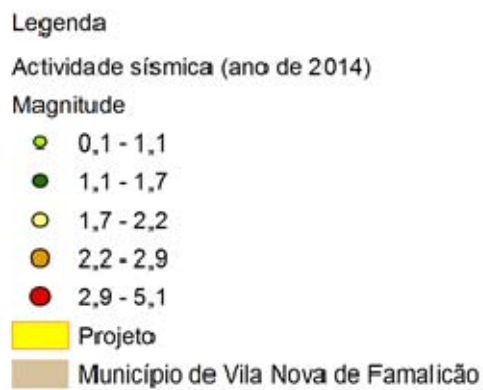 Legenda
Actividade sísmica (ano de 2014)
Magnitude
0,1 - 1,1
1,1 - 1,7
1,7 - 2,2
2,2 - 2,9
2,9 - 5,1
Projeto
Município de Vila Nova de Famalicão